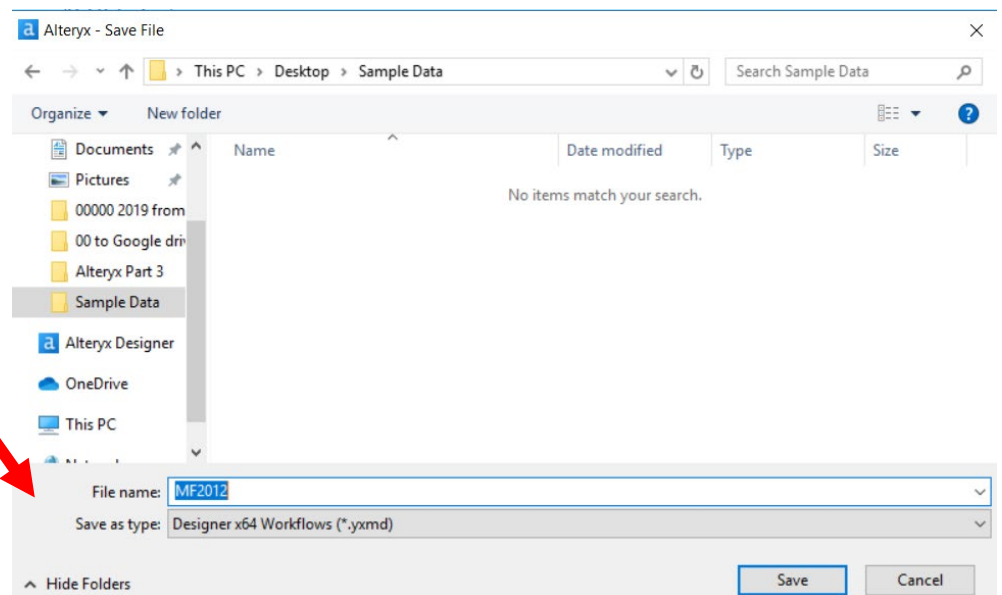 Alteryx - Save File
This PC > Desktop > Sample Data
Search Sample Data
Organize
New folder
Documents
Pictures
00000 2019 from
00 to Google driv
Alteryx Part 3
Sample Data
Alteryx Designer
OneDrive
This PC
Name
Date modified
Type
Size
No items match your search.
File name: MF2012
Save as type: Designer x64 Workflows (*.yxmd)
Hide Folders
Save
Cancel